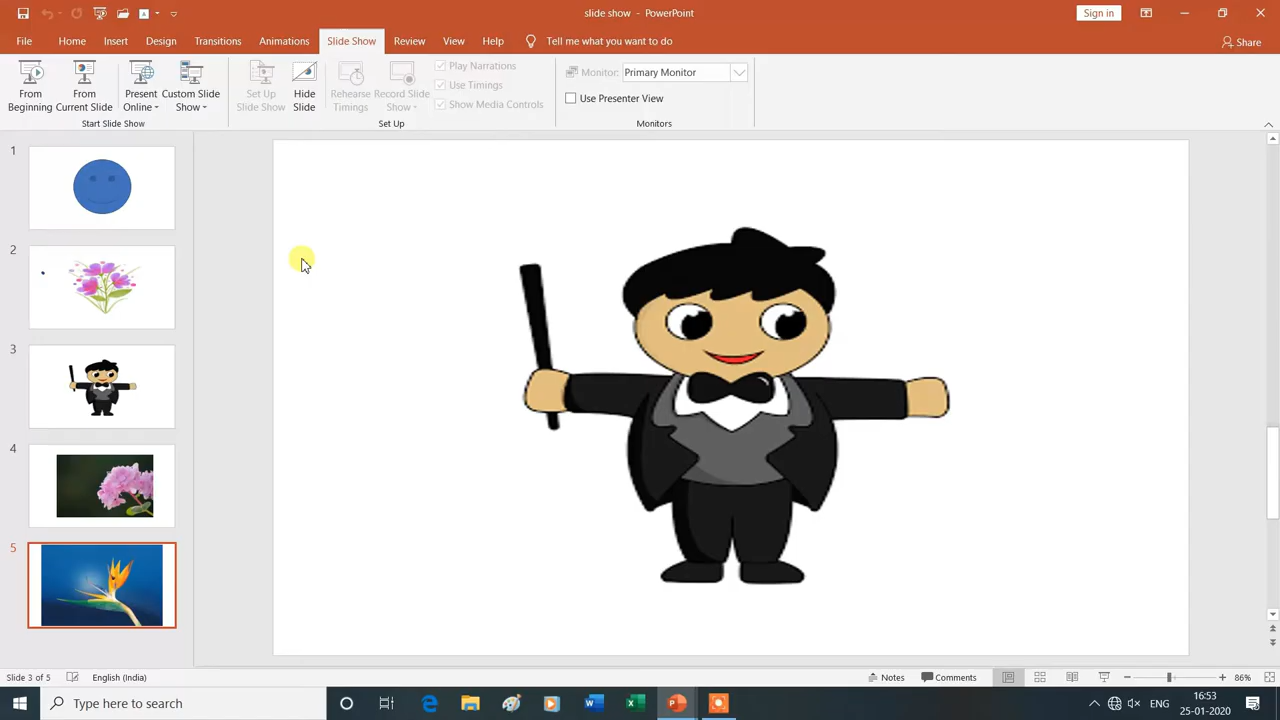 slide show - PowerPoint
Sign in
File Home Insert Design Transitions Animations Slide Show Review View Help Tell me what you want to do
Share
From Beginning
From Current Slide
Present Online
Custom Slide Show
Start Slide Show
Set Up Slide Show
Hide Slide
Rehearse Timings
Record Slide Show
Play Narrations
Use Timings
Show Media Controls
Set Up
Monitor: Primary Monitor
Use Presenter View
Monitors
1
2
3
4
5
Slide 3 of 5
English (India)
Notes
Comments
86%
Type here to search
ENG
16:53
25-01-2020